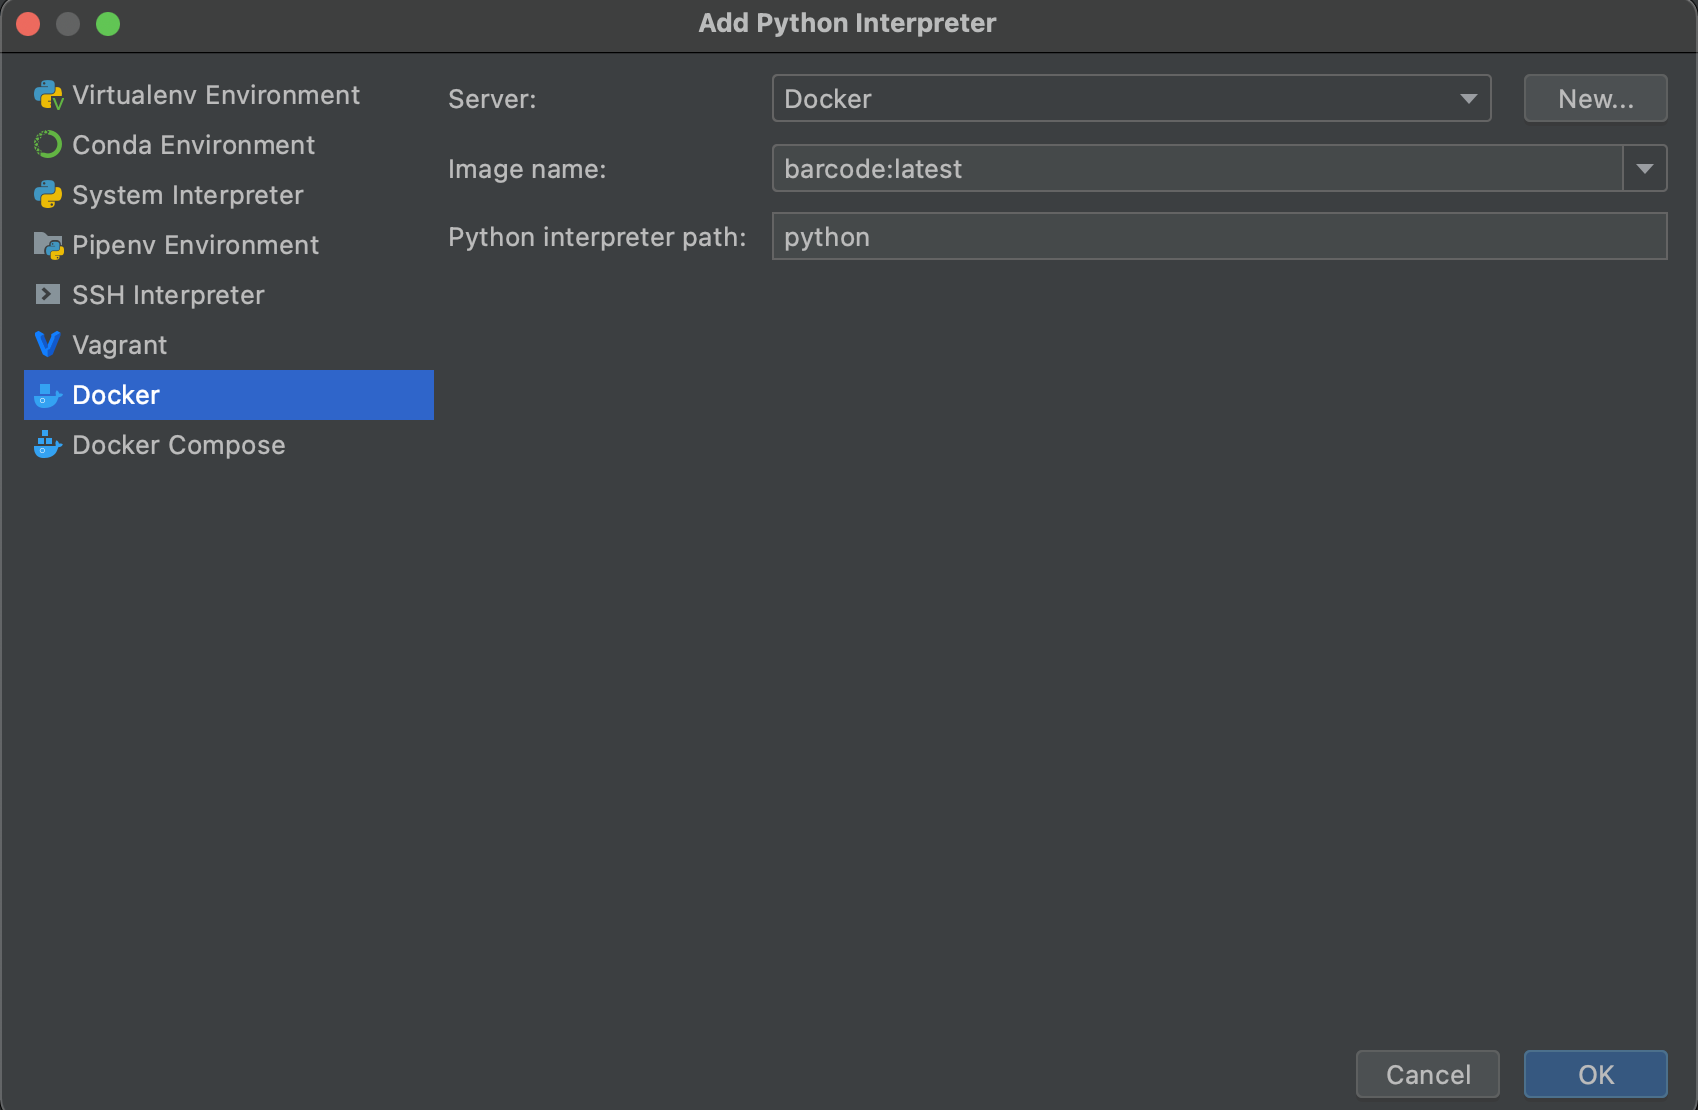 Add Python Interpreter
Virtualenv Environment
Conda Environment
System Interpreter
Pipenv Environment
SSH Interpreter
Vagrant
Docker
Docker Compose
Server:
Docker
New...
Image name:
barcode:latest
Python interpreter path:
python
Cancel
OK